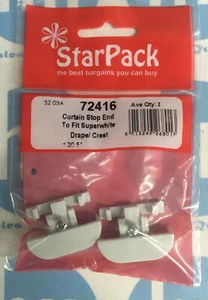 StarPack
the best bargains you can buy
32 03A
72416
Ave Qty: 2
Curtain Stop End
To Fit Superwhite
Drape/ Crest